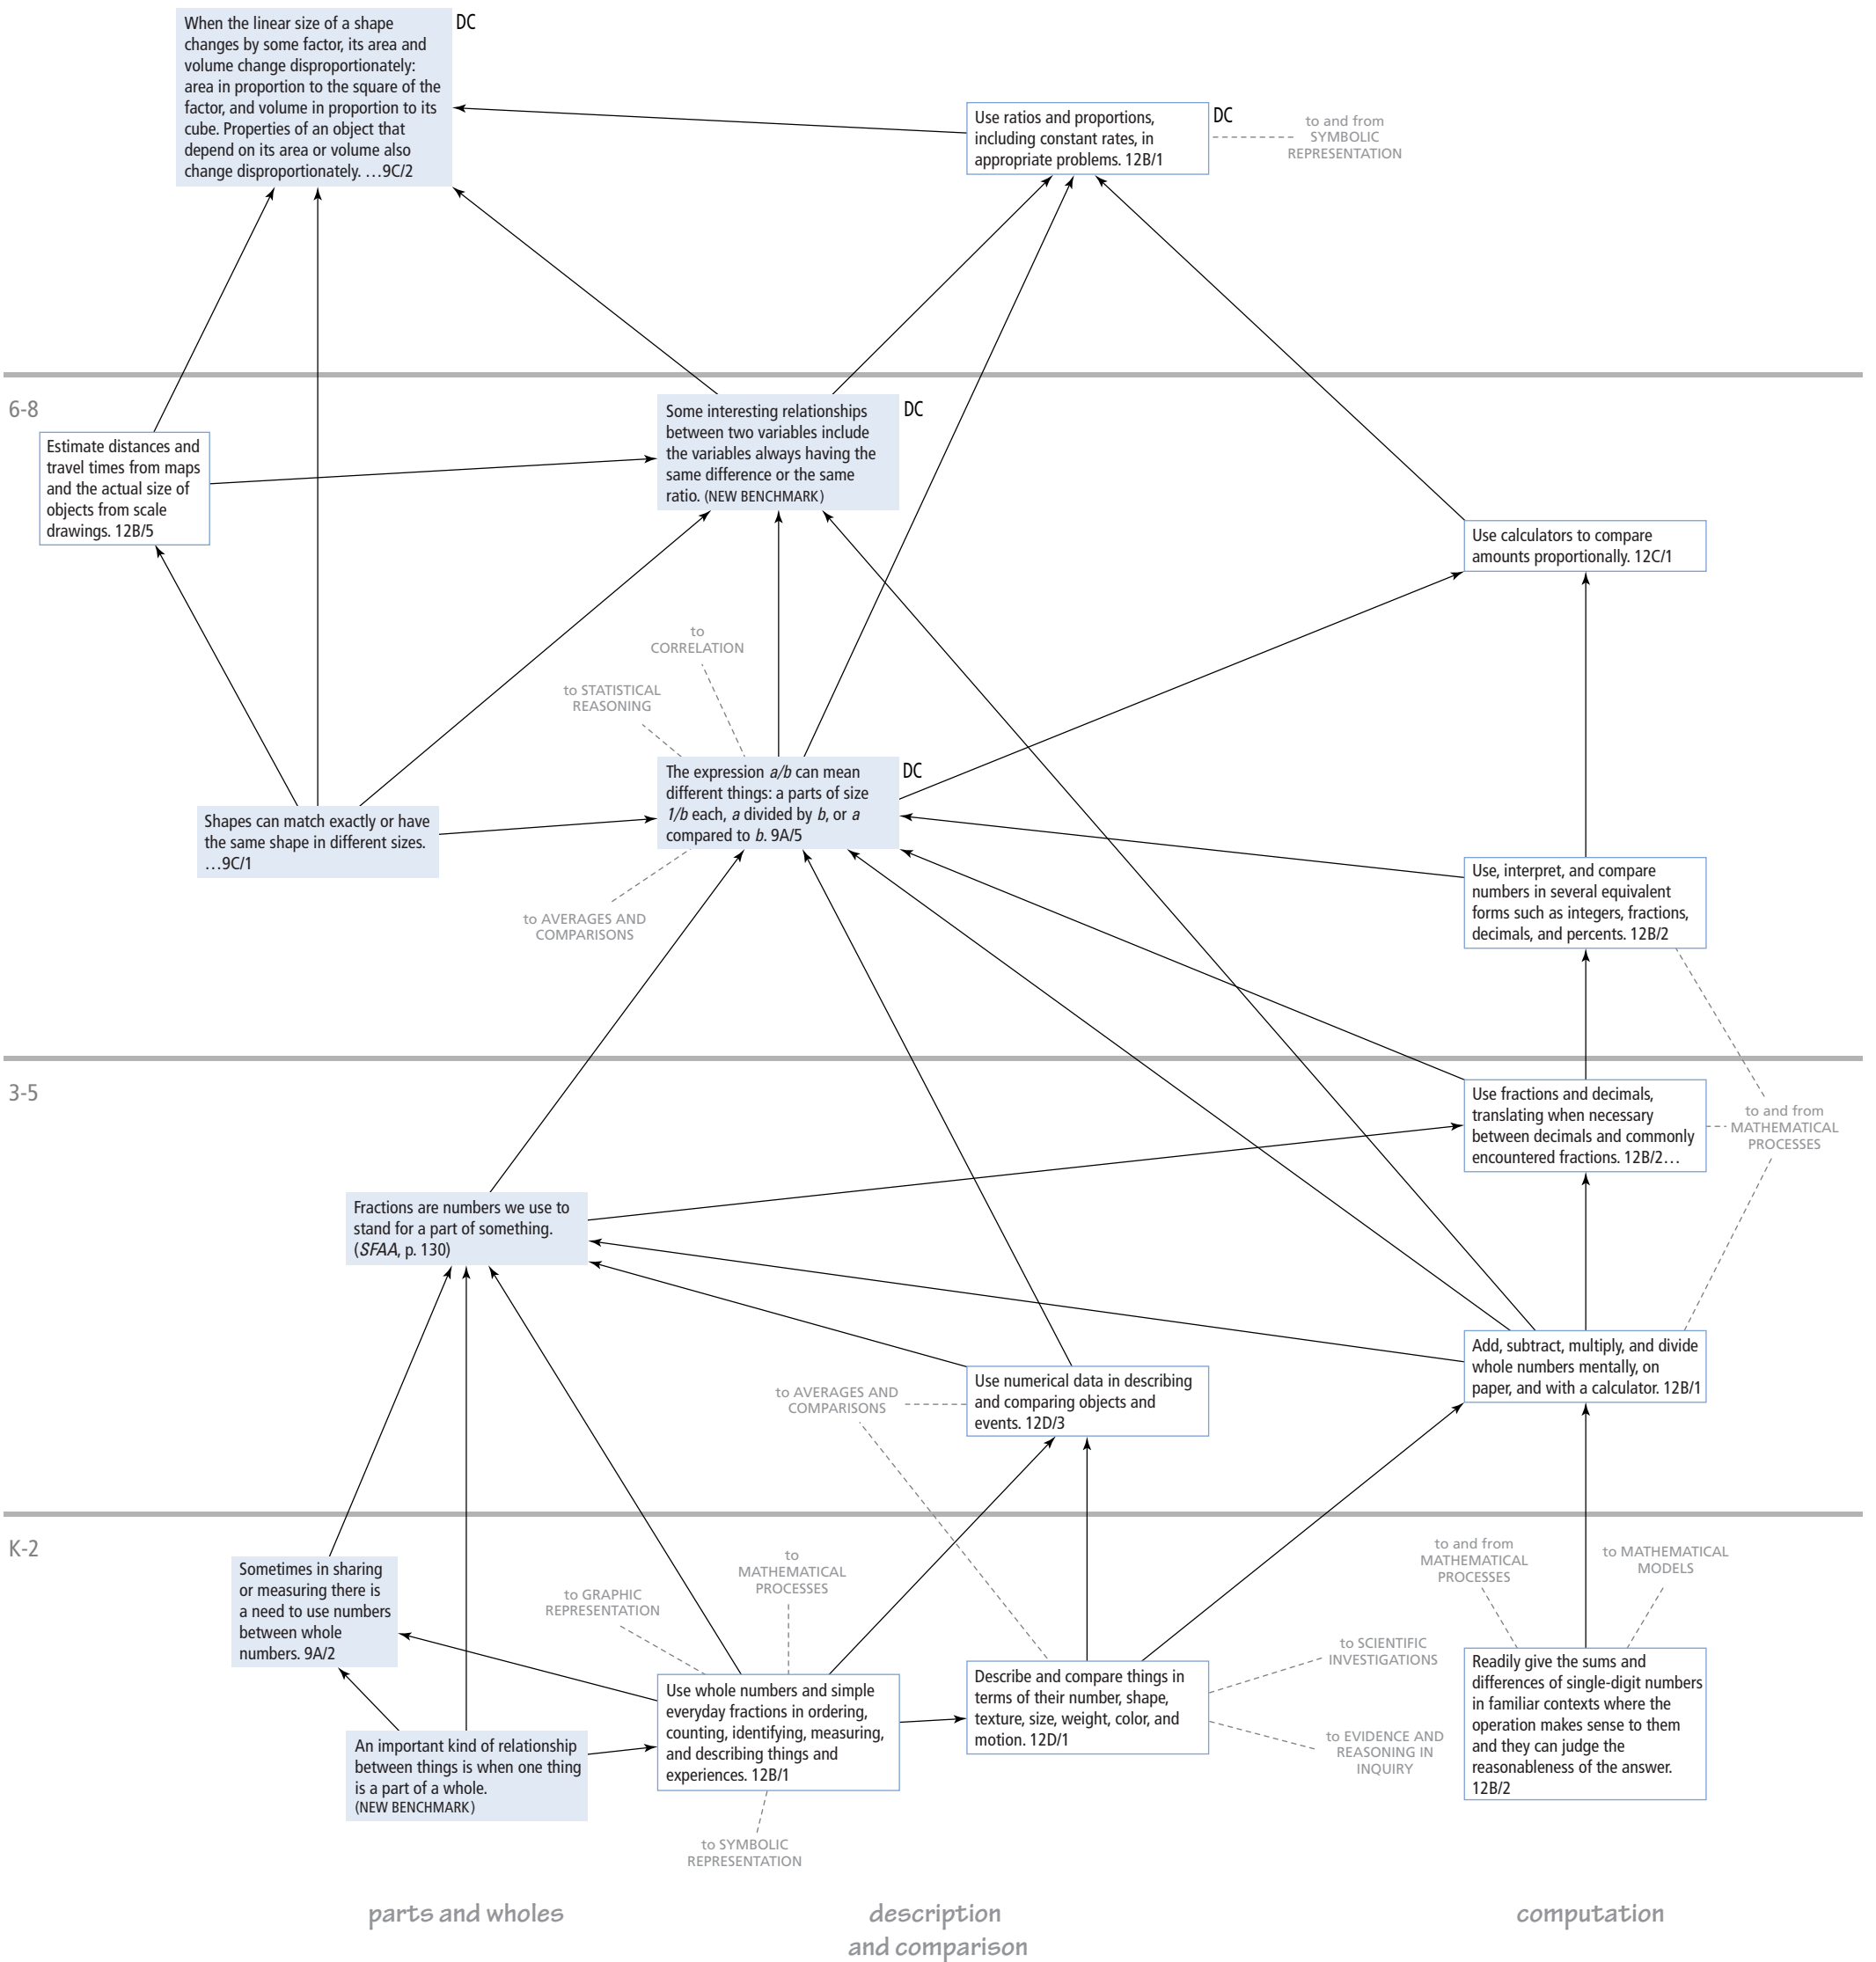 When the linear size of a shape
changes by some factor, its area and
volume change disproportionately:
area in proportion to the square of the
factor, and volume in proportion to its
cube. Properties of an object that
depend on its area or volume also
change disproportionately. …9C/2
DC
Use ratios and proportions,
including constant rates, in
appropriate problems. 12B/1
DC
to and from
SYMBOLIC
REPRESENTATION
6-8
Estimate distances and
travel times from maps
and the actual size of
objects from scale
drawings. 12B/5
Some interesting relationships
between two variables include
the variables always having the
same difference or the same
ratio. (NEW BENCHMARK)
DC
Use calculators to compare
amounts proportionally. 12C/1
to
CORRELATION
to STATISTICAL
REASONING
Shapes can match exactly or have
the same shape in different sizes.
…9C/1
The expression a/b can mean
different things: a parts of size
1/b each, a divided by b, or a
compared to b. 9A/5
DC
to AVERAGES AND
COMPARISONS
Use, interpret, and compare
numbers in several equivalent
forms such as integers, fractions,
decimals, and percents. 12B/2
3-5
Use fractions and decimals,
translating when necessary
between decimals and commonly
encountered fractions. 12B/2…
to and from
MATHEMATICAL
PROCESSES
Fractions are numbers we use to
stand for a part of something.
(SFAA, p. 130)
to AVERAGES AND
COMPARISONS
Use numerical data in describing
and comparing objects and
events. 12D/3
Add, subtract, multiply, and divide
whole numbers mentally, on
paper, and with a calculator. 12B/1
K-2
Sometimes in sharing
or measuring there is
a need to use numbers
between whole
numbers. 9A/2
to GRAPHIC
REPRESENTATION
to
MATHEMATICAL
PROCESSES
to and from
MATHEMATICAL
PROCESSES
to MATHEMATICAL
MODELS
An important kind of relationship
between things is when one thing
is a part of a whole.
(NEW BENCHMARK)
Use whole numbers and simple
everyday fractions in ordering,
counting, identifying, measuring,
and describing things and
experiences. 12B/1
Describe and compare things in
terms of their number, shape,
texture, size, weight, color, and
motion. 12D/1
to SCIENTIFIC
INVESTIGATIONS
to EVIDENCE AND
REASONING IN
INQUIRY
Readily give the sums and
differences of single-digit numbers
in familiar contexts where the
operation makes sense to them
and they can judge the
reasonableness of the answer.
12B/2
to SYMBOLIC
REPRESENTATION
parts and wholes
description
and comparison
computation